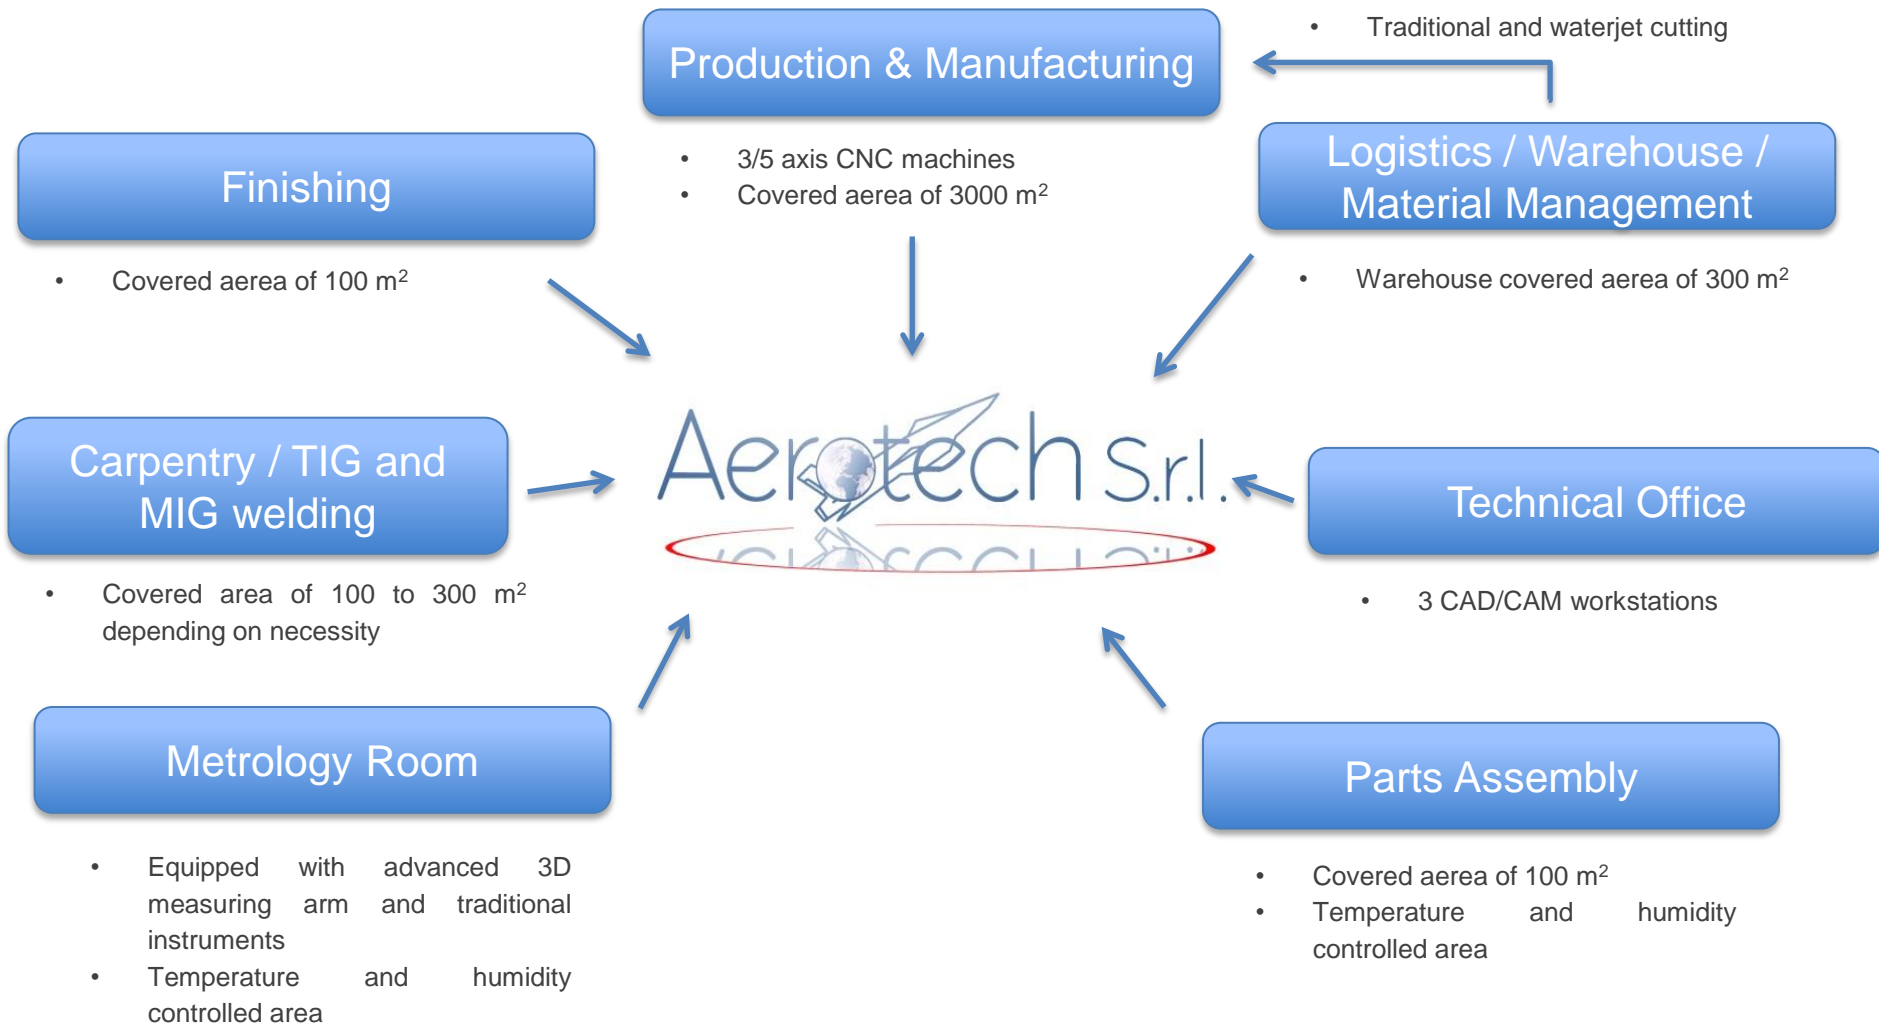 Production & Manufacturing
• Traditional and waterjet cutting
Finishing
• 3/5 axis CNC machines
• Covered aerea of 3000 m²
Logistics / Warehouse /
Material Management
• Covered aerea of 100 m²
• Warehouse covered aerea of 300 m²
Carpentry / TIG and
MIG welding
Aerotech S.r.l.
Technical Office
• Covered area of 100 to 300 m²
depending on necessity
• 3 CAD/CAM workstations
Metrology Room
Parts Assembly
• Equipped with advanced 3D
measuring arm and traditional
instruments
• Temperature and humidity
controlled area
• Covered aerea of 100 m²
• Temperature and humidity
controlled area